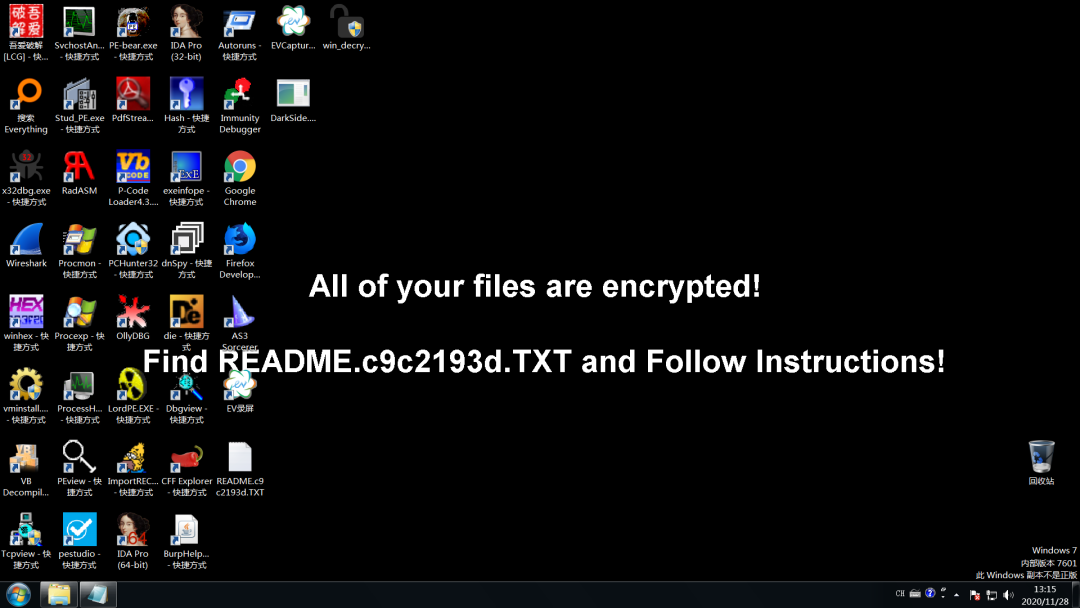 吾爱破解
[LCG] - 快...
SvchostAn...
- 快捷方式
PE-bear.exe
- 快捷方式
IDA Pro
(32-bit)
Autoruns -
快捷方式
EVCaptur...
win_decry...
搜索
Everything
Stud_PE.exe
- 快捷方式
PdfStrea...
Hash - 快捷
方式
Immunity
Debugger
DarkSide....
x32dbg.exe
- 快捷方式
RadASM
P-Code
Loader4.3....
exeinfope -
快捷方式
Google
Chrome
Wireshark
Procmon -
快捷方式
PCHunter32
- 快捷方式
dnSpy - 快捷
方式
Firefox
Develop...
All of your files are encrypted!
winhex - 快
捷方式
Procexp - 快
捷方式
OllyDBG
die - 快捷方
式
AS3
Sorcerer
Find README.c9c2193d.TXT and Follow Instructions!
vminstall....
- 快捷方式
ProcessH...
- 快捷方式
LordPE.EXE -
快捷方式
Dbgview -
快捷方式
EV录屏
VB
Decompil...
PEview - 快
捷方式
ImportREC...
- 快捷方式
CFF Explorer
- 快捷方式
README.c9
c2193d.TXT
回收站
Tcpview - 快
捷方式
pestudio -
快捷方式
IDA Pro
(64-bit)
BurpHelp...
- 快捷方式
Windows 7
内部版本 7601
此 Windows 副本不是正版
CH
13:15
2020/11/28